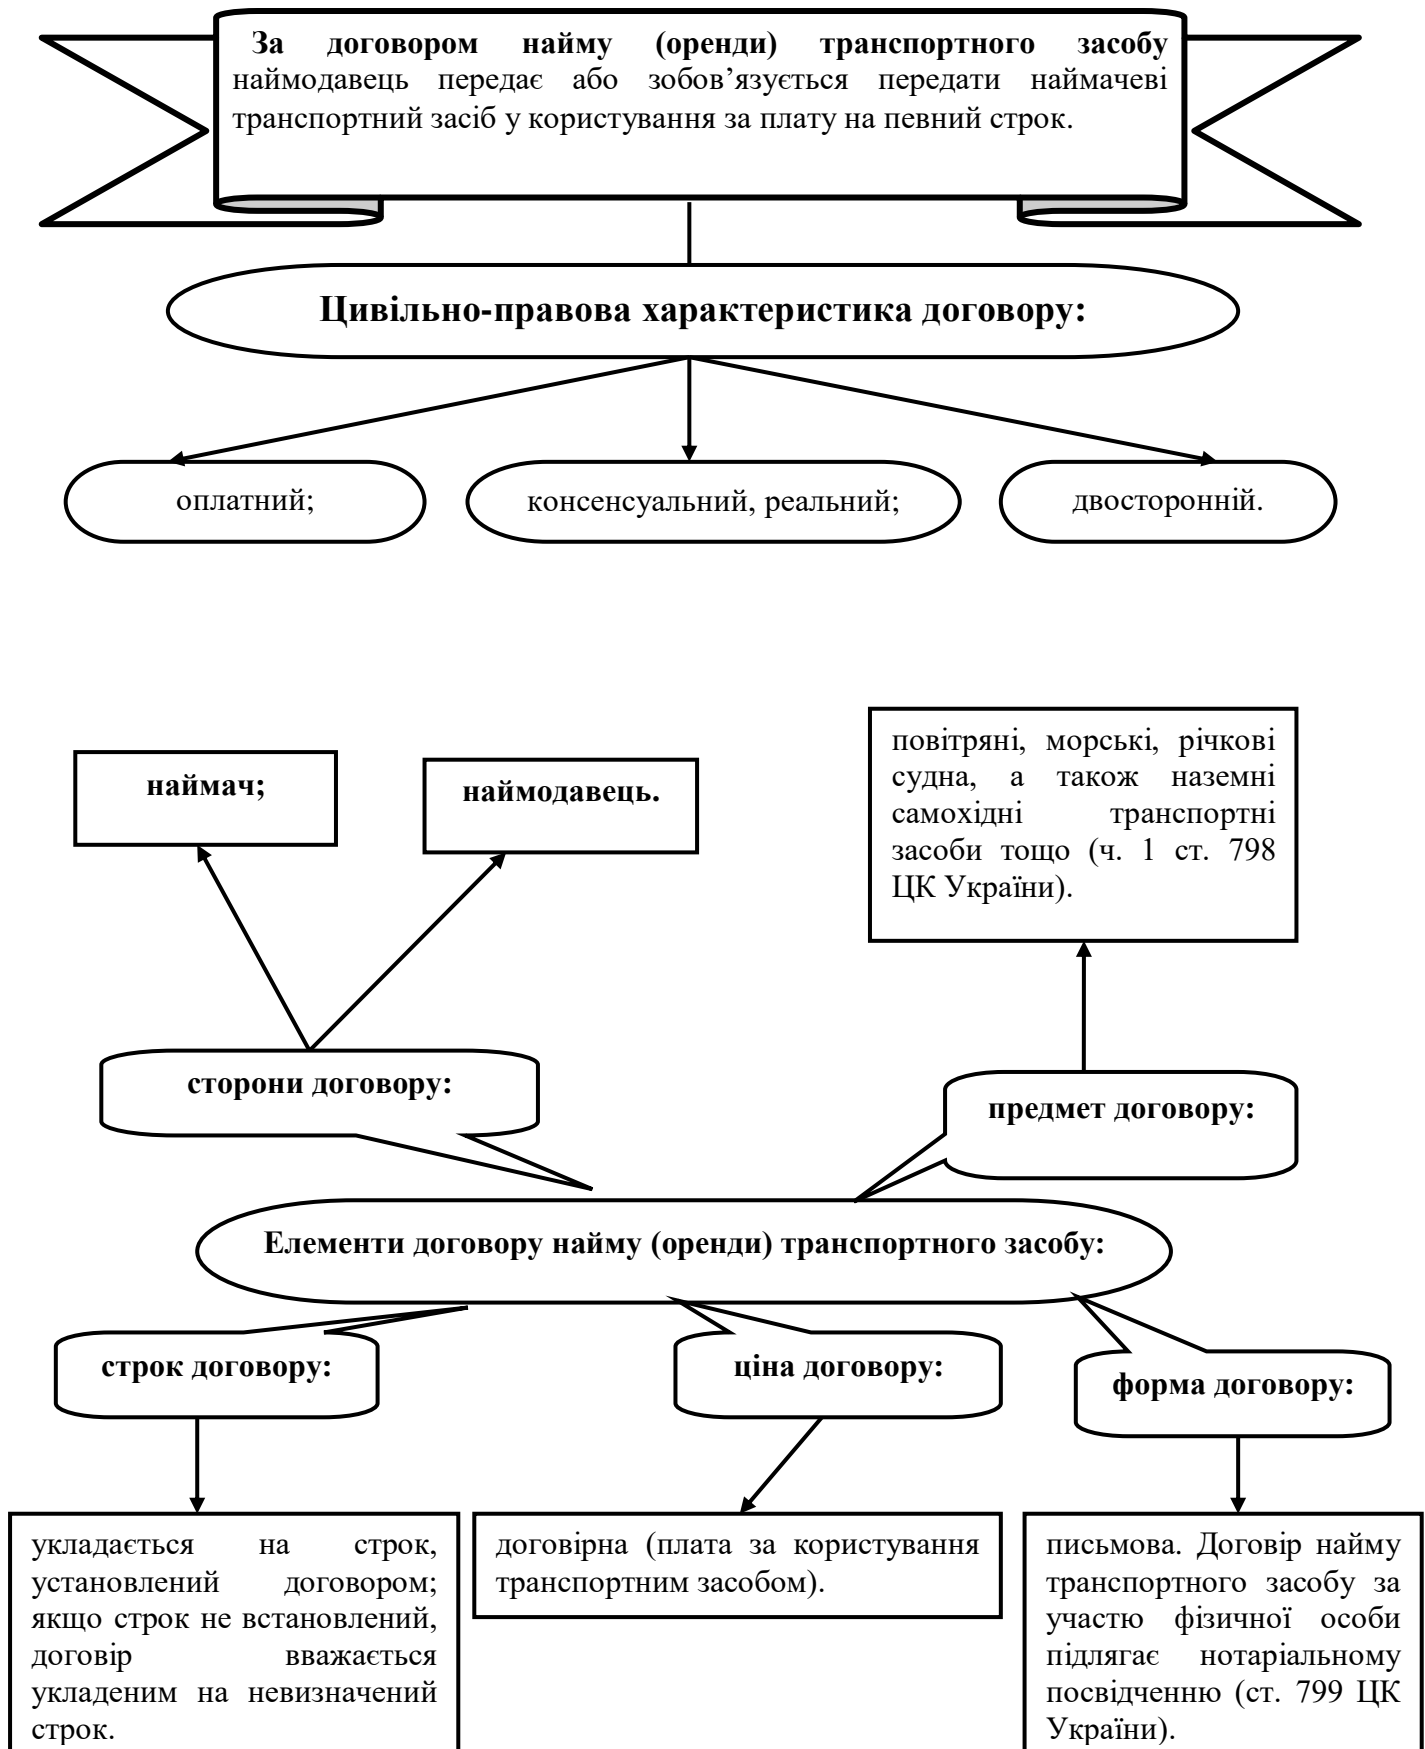 За договором найму (оренди) транспортного засобу
наймодавець передає або зобов’язується передати наймачеві
транспортний засіб у користування за плату на певний строк.
Цивільно-правова характеристика договору:
оплатний;
консенсуальний, реальний;
двосторонній.
наймач;
наймодавець.
повітряні, морські, річкові
судна, а також наземні
самохідні транспортні
засоби тощо (ч. 1 ст. 798
ЦК України).
сторони договору:
предмет договору:
Елементи договору найму (оренди) транспортного засобу:
строк договору:
ціна договору:
форма договору:
укладається на строк,
установлений договором;
якщо строк не встановлений,
договір вважається
укладеним на невизначений
строк.
договірна (плата за користування
транспортним засобом).
письмова. Договір найму
транспортного засобу за
участю фізичної особи
підлягає нотаріальному
посвідченню (ст. 799 ЦК
України).